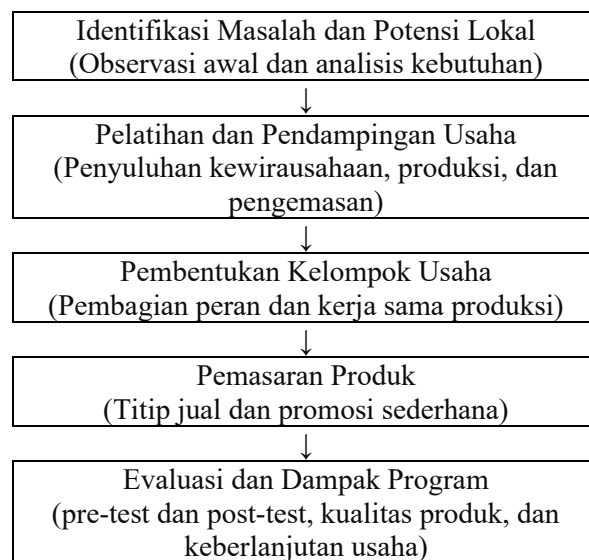 Identifikasi Masalah dan Potensi Lokal
(Observasi awal dan analisis kebutuhan)
↓
Pelatihan dan Pendampingan Usaha
(Penyuluhan kewirausahaan, produksi, dan
pengemasan)
↓
Pembentukan Kelompok Usaha
(Pembagian peran dan kerja sama produksi)
↓
Pemasaran Produk
(Titip jual dan promosi sederhana)
↓
Evaluasi dan Dampak Program
(pre-test dan post-test, kualitas produk, dan
keberlanjutan usaha)